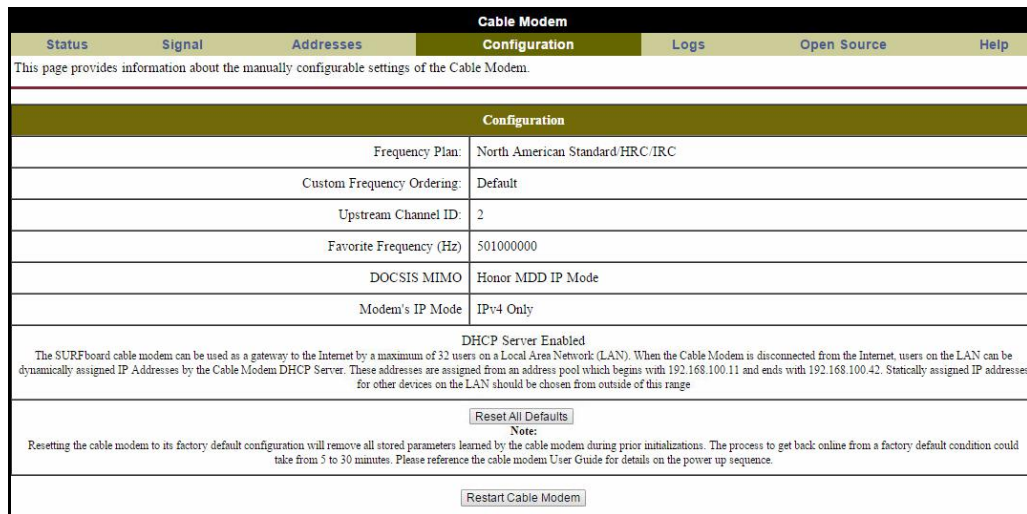 Cable Modem
Status Signal Addresses Configuration Logs Open Source Help
This page provides information about the manually configurable settings of the Cable Modem.
Configuration
Frequency Plan: North American Standard/HRC/IRC
Custom Frequency Ordering: Default
Upstream Channel ID: 2
Favorite Frequency (Hz) 501000000
DOCSIS MIMO Honor MDD IP Mode
Modem's IP Mode IPv4 Only
DHCP Server Enabled
The SURFboard cable modem can be used as a gateway to the Internet by a maximum of 32 users on a Local Area Network (LAN). When the Cable Modem is disconnected from the Internet, users on the LAN can be
dynamically assigned IP Addresses by the Cable Modem DHCP Server. These addresses are assigned from an address pool which begins with 192.168.100.11 and ends with 192.168.100.42. Statically assigned IP addresses
for other devices on the LAN should be chosen from outside of this range
Reset All Defaults
Note:
Resetting the cable modem to its factory default configuration will remove all stored parameters learned by the cable modem during prior initializations. The process to get back online from a factory default condition could
take from 5 to 30 minutes. Please reference the cable modem User Guide for details on the power up sequence.
Restart Cable Modem